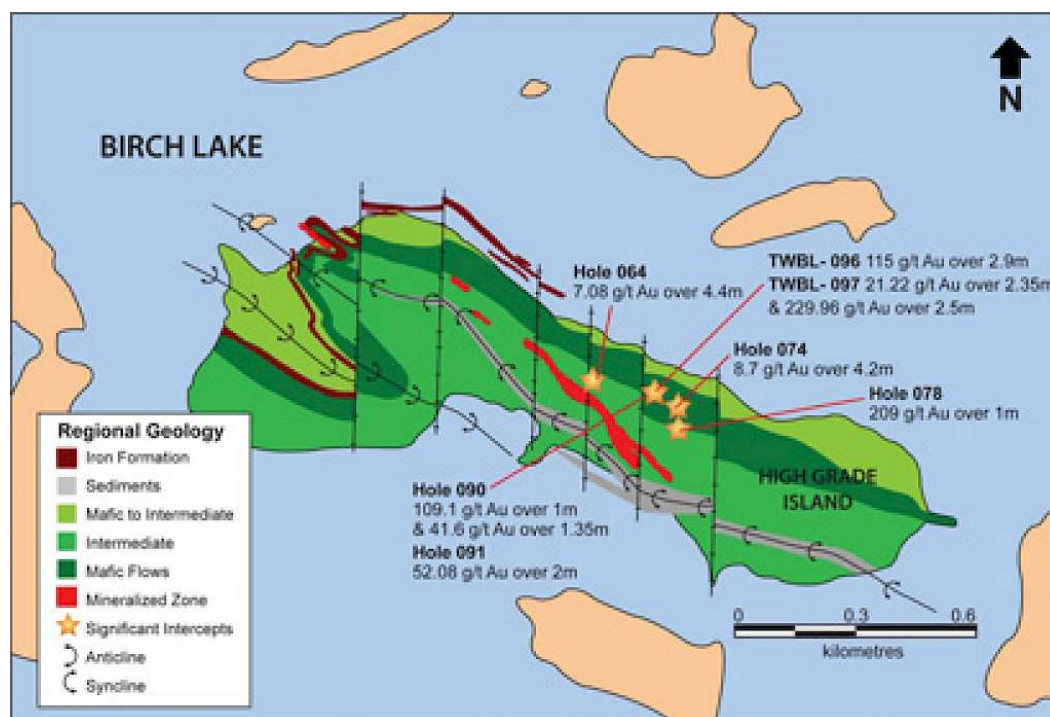 N
BIRCH LAKE
Hole 064
7.08 g/t Au over 4.4m
TWBL- 096 115 g/t Au over 2.9m
TWBL- 097 21.22 g/t Au over 2.35m
& 229.96 g/t Au over 2.5m
Hole 074
8.7 g/t Au over 4.2m
Hole 078
209 g/t Au over 1m
HIGH GRADE
ISLAND
Hole 090
109.1 g/t Au over 1m
& 41.6 g/t Au over 1.35m
Hole 091
52.08 g/t Au over 2m
Regional Geology
Iron Formation
Sediments
Mafic to Intermediate
Intermediate
Mafic Flows
Mineralized Zone
Significant Intercepts
Anticline
Syncline
0 0.3 0.6
kilometres